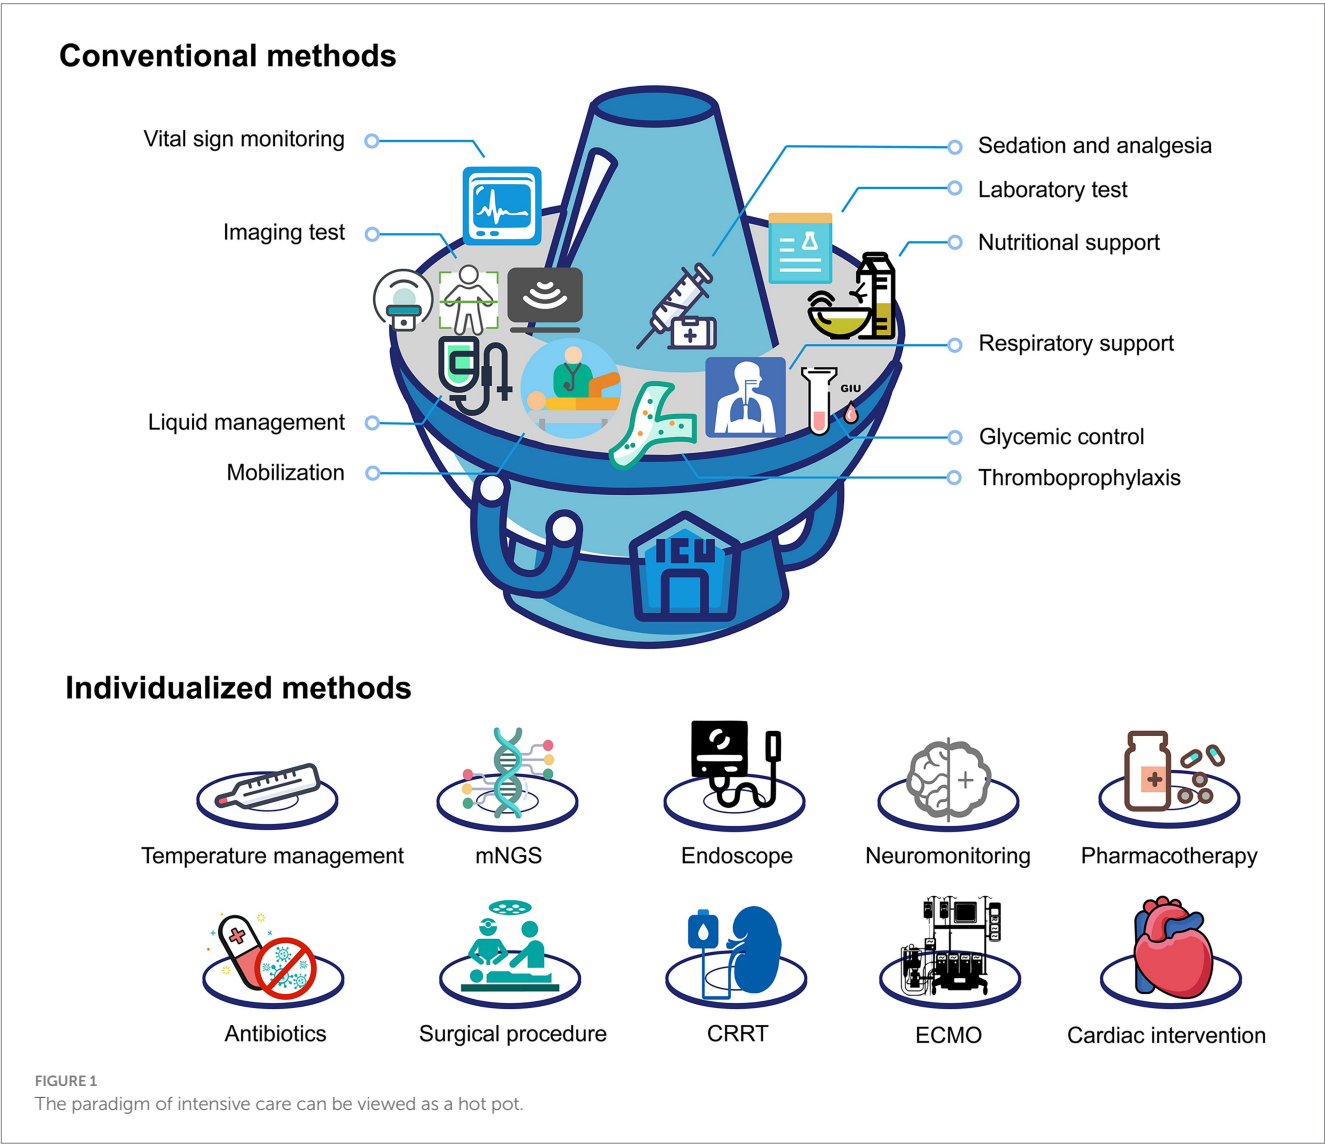 Conventional methods
Vital sign monitoring
Imaging test
Liquid management
Mobilization
Sedation and analgesia
Laboratory test
Nutritional support
Respiratory support
GIU
Glycemic control
Thromboprophylaxis
ICU
Individualized methods
Temperature management
mNGS
Endoscope
Neuromonitoring
Pharmacotherapy
Antibiotics
Surgical procedure
CRRT
ECMO
Cardiac intervention
FIGURE 1
The paradigm of intensive care can be viewed as a hot pot.